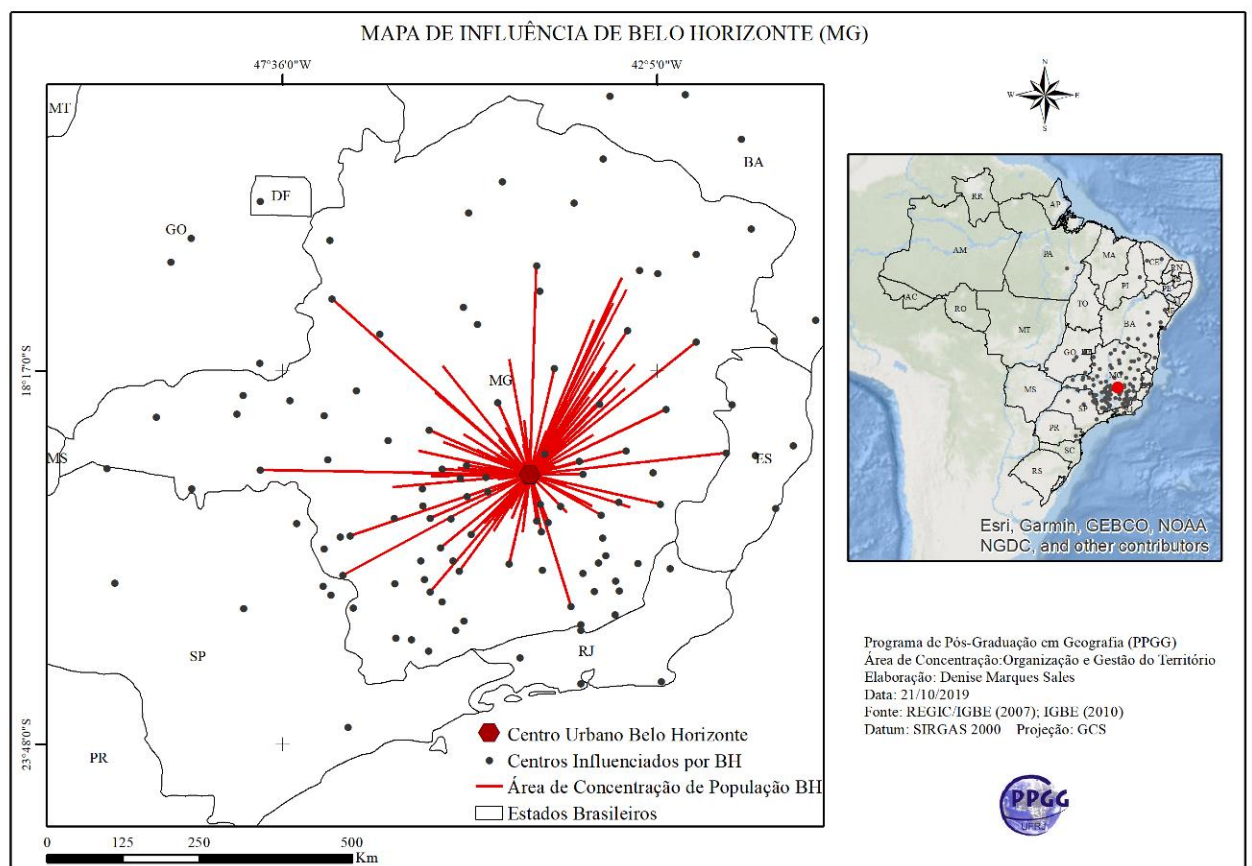 MAPA DE INFLUÊNCIA DE BELO HORIZONTE (MG)
47°36'0"W
42°5'0"W
MT
DF
GO
BA
18°17'0"S
MG
MS
ES
SP
RJ
PR
23°48'0"S
Centro Urbano Belo Horizonte
Centros Influenciados por BH
Área de Concentração de População BH
Estados Brasileiros
0 125 250 500
Km
N
W E
S
RR
AP
AM
PA
MA
CE
RN
PI
PE
AC
TO
RO
BA
MT
GO
MG
MS
SP
RJ
PR
SC
RS
Esri, Garmin, GEBCO, NOAA
NGDC, and other contributors
Programa de Pós-Graduação em Geografia (PPGG)
Área de Concentração:Organização e Gestão do Território
Elaboração: Denise Marques Sales
Data: 21/10/2019
Fonte: REGIC/IGBE (2007); IGBE (2010)
Datum: SIRGAS 2000 Projeção: GCS
PPGG
UFRJ